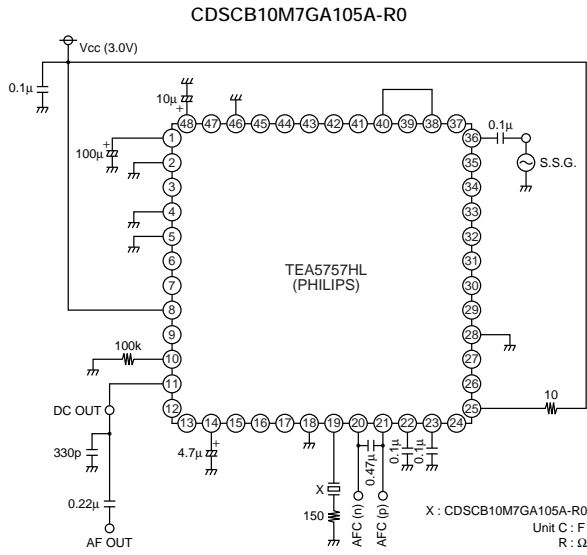 CDSCB10M7GA105A-R0
Vcc (3.0V)
0.1µ
10µ
+
48 47 46 45 44 43 42 41 40 39 38 37
+
100µ
0.1µ
S.S.G.
1
2
3
4
5
6
7
8
9
10
11
12
36
35
34
33
32
31
30
29
28
27
26
25
TEA5757HL
(PHILIPS)
100k
10
DC OUT
13 14 15 16 17 18 19 20 21 22 23 24
330p
4.7µ
+
0.47µ
0.1µ
0.1µ
0.22µ
X
150
AFC (n)
AFC (p)
AF OUT
X : CDSCB10M7GA105A-R0
Unit C : F
R : Ω